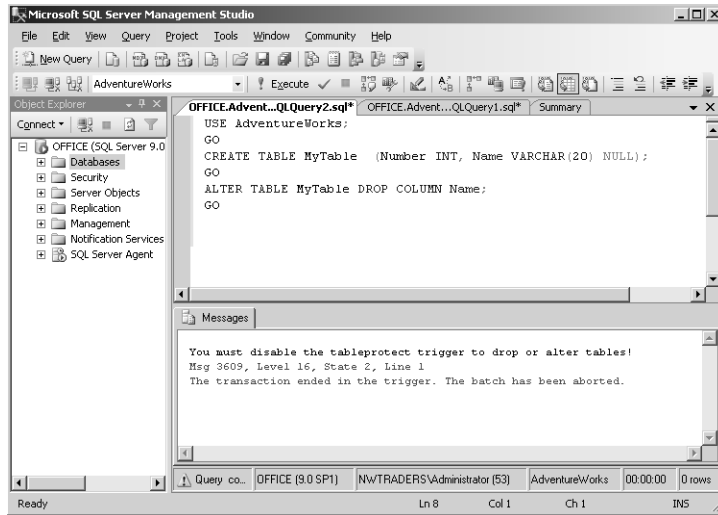 Microsoft SQL Server Management Studio
File Edit View Query Project Tools Window Community Help
New Query
AdventureWorks Execute
Object Explorer
OFFICE.Advent...QLQuery2.sql* OFFICE.Advent...QLQuery1.sql* Summary
Connect
OFFICE (SQL Server 9.0
Databases
Security
Server Objects
Replication
Management
Notification Services
SQL Server Agent
USE AdventureWorks;
GO
CREATE TABLE MyTable (Number INT, Name VARCHAR(20) NULL);
GO
ALTER TABLE MyTable DROP COLUMN Name;
GO
Messages
You must disable the tableprotect trigger to drop or alter tables!
Msg 3609, Level 16, State 2, Line 1
The transaction ended in the trigger. The batch has been aborted.
Query co... OFFICE (9.0 SP1) NWTRADERS\Administrator (53) AdventureWorks 00:00:00 0 rows
Ready Ln 8 Col 1 Ch 1 INS